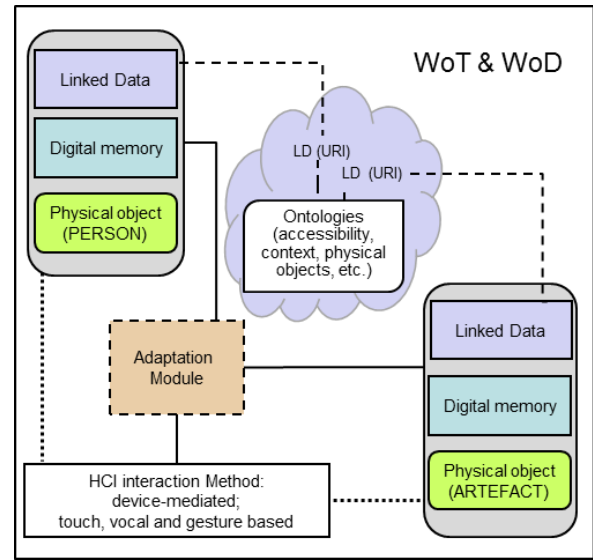 WoT & WoD
Linked Data
Digital memory
Physical object
(PERSON)
LD (URI)
LD (URI)
Ontologies
(accessibility,
context, physical
objects, etc.)
Adaptation
Module
Linked Data
Digital memory
Physical object
(ARTEFACT)
HCI interaction Method:
device-mediated;
touch, vocal and gesture based